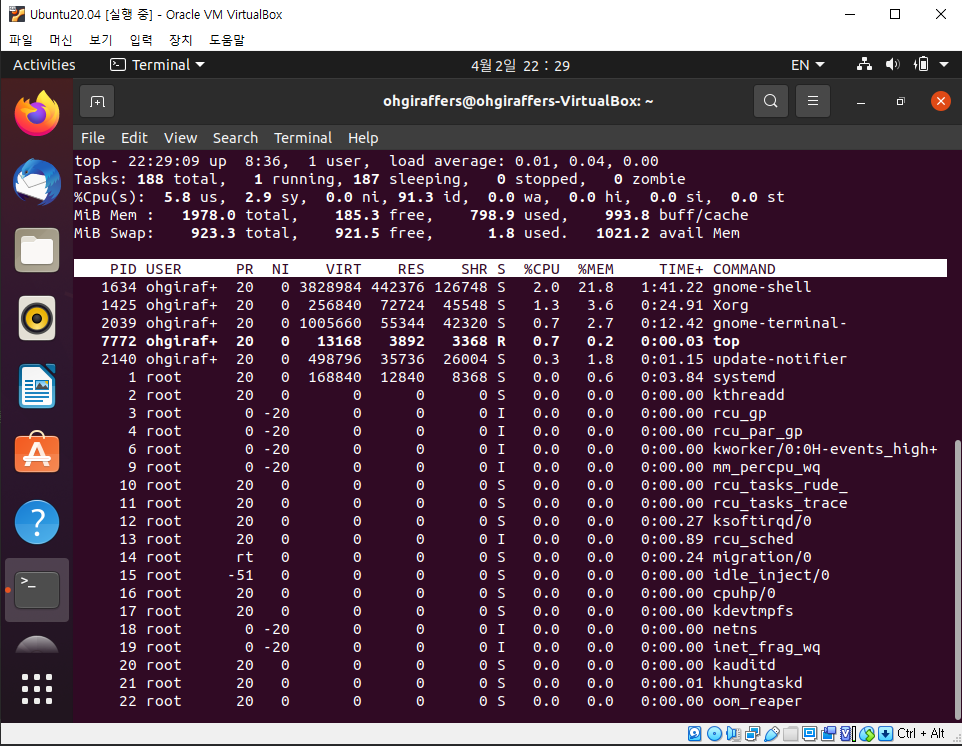 Ubuntu20.04 [실행 중] - Oracle VM VirtualBox
파일 머신 보기 입력 장치 도움말
Activities Terminal 4월 2일 22 : 29 EN
ohgiraffers@ohgiraffers-VirtualBox: ~
File Edit View Search Terminal Help
top - 22:29:09 up  8:36,  1 user,  load average: 0.01, 0.04, 0.00
Tasks: 188 total,   1 running, 187 sleeping,   0 stopped,   0 zombie
%Cpu(s):  5.8 us,  2.9 sy,  0.0 ni, 91.3 id,  0.0 wa,  0.0 hi,  0.0 si,  0.0 st
MiB Mem :   1978.0 total,    185.3 free,    798.9 used,    993.8 buff/cache
MiB Swap:    923.3 total,    921.5 free,      1.8 used.   1021.2 avail Mem
PID USER PR NI VIRT RES SHR S %CPU %MEM TIME+ COMMAND
1634 ohgiraf+ 20 0 3828984 442376 126748 S 2.0 21.8 1:41.22 gnome-shell
1425 ohgiraf+ 20 0 256840 72724 45548 S 1.3 3.6 0:24.91 Xorg
2039 ohgiraf+ 20 0 1005660 55344 42320 S 0.7 2.7 0:12.42 gnome-terminal-
7772 ohgiraf+ 20 0 13168 3892 3368 R 0.7 0.2 0:00.03 top
2140 ohgiraf+ 20 0 498796 35736 26004 S 0.3 1.8 0:01.15 update-notifier
1 root 20 0 168840 12840 8368 S 0.0 0.6 0:03.84 systemd
2 root 20 0 0 0 0 S 0.0 0.0 0:00.00 kthreadd
3 root 0 -20 0 0 0 I 0.0 0.0 0:00.00 rcu_gp
4 root 0 -20 0 0 0 I 0.0 0.0 0:00.00 rcu_par_gp
6 root 0 -20 0 0 0 I 0.0 0.0 0:00.00 kworker/0:0H-events_high+
9 root 0 -20 0 0 0 I 0.0 0.0 0:00.00 mm_percpu_wq
10 root 20 0 0 0 0 S 0.0 0.0 0:00.00 rcu_tasks_rude_
11 root 20 0 0 0 0 S 0.0 0.0 0:00.00 rcu_tasks_trace
12 root 20 0 0 0 0 S 0.0 0.0 0:00.27 ksoftirqd/0
13 root 20 0 0 0 0 I 0.0 0.0 0:00.89 rcu_sched
14 root rt 0 0 0 0 S 0.0 0.0 0:00.24 migration/0
15 root -51 0 0 0 0 S 0.0 0.0 0:00.00 idle_inject/0
16 root 20 0 0 0 0 S 0.0 0.0 0:00.00 cpuhp/0
17 root 20 0 0 0 0 S 0.0 0.0 0:00.00 kdevtmpfs
18 root 0 -20 0 0 0 I 0.0 0.0 0:00.00 netns
19 root 0 -20 0 0 0 I 0.0 0.0 0:00.00 inet_frag_wq
20 root 20 0 0 0 0 S 0.0 0.0 0:00.00 kauditd
21 root 20 0 0 0 0 S 0.0 0.0 0:00.01 khungtaskd
22 root 20 0 0 0 0 S 0.0 0.0 0:00.00 oom_reaper
Ctrl + Alt